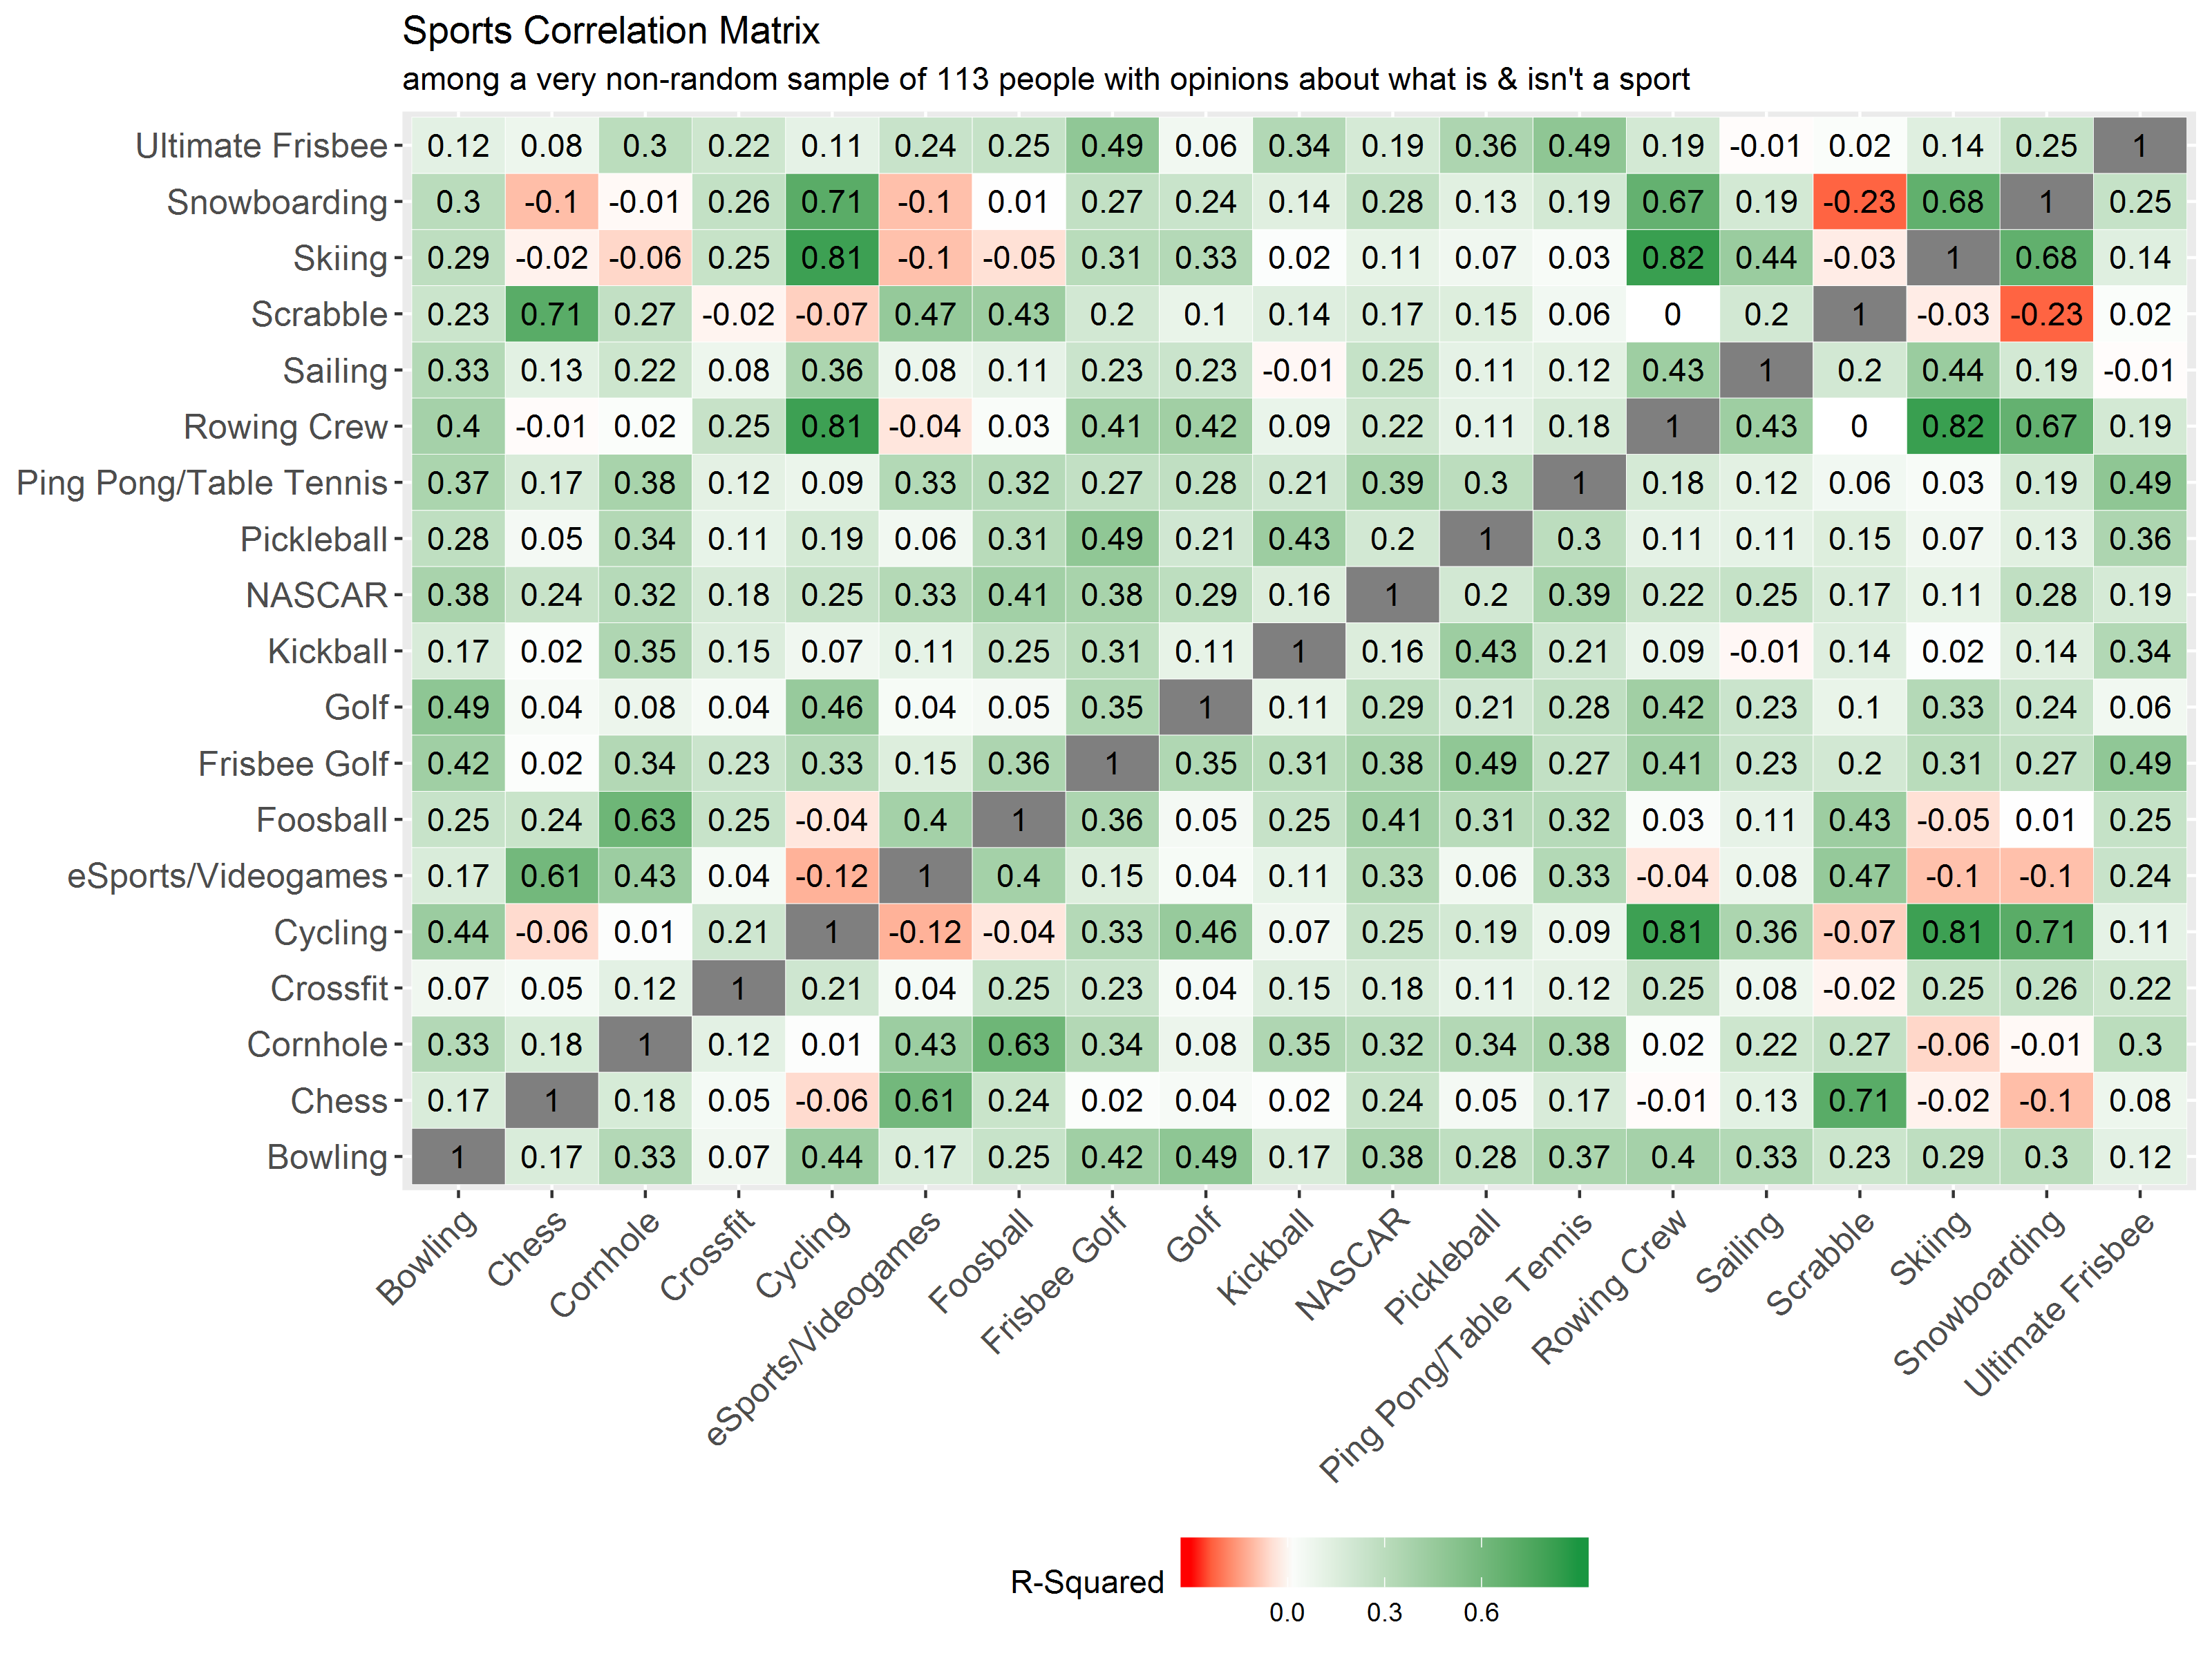 Sports Correlation Matrix
among a very non-random sample of 113 people with opinions about what is & isn't a sport
Ultimate Frisbee 0.12 0.08 0.3 0.22 0.11 0.24 0.25 0.49 0.06 0.34 0.19 0.36 0.49 0.19 -0.01 0.02 0.14 0.25 1
Snowboarding 0.3 -0.1 -0.01 0.26 0.71 -0.1 0.01 0.27 0.24 0.14 0.28 0.13 0.19 0.67 0.19 -0.23 0.68 1 0.25
Skiing 0.29 -0.02 -0.06 0.25 0.81 -0.1 -0.05 0.31 0.33 0.02 0.11 0.07 0.03 0.82 0.44 -0.03 1 0.68 0.14
Scrabble 0.23 0.71 0.27 -0.02 -0.07 0.47 0.43 0.2 0.1 0.14 0.17 0.15 0.06 0 0.2 1 -0.03 -0.23 0.02
Sailing 0.33 0.13 0.22 0.08 0.36 0.08 0.11 0.23 0.23 -0.01 0.25 0.11 0.12 0.43 1 0.2 0.44 0.19 -0.01
Rowing Crew 0.4 -0.01 0.02 0.25 0.81 -0.04 0.03 0.41 0.42 0.09 0.22 0.11 0.18 1 0.43 0 0.82 0.67 0.19
Ping Pong/Table Tennis 0.37 0.17 0.38 0.12 0.09 0.33 0.32 0.27 0.28 0.21 0.39 0.3 1 0.18 0.12 0.06 0.03 0.19 0.49
Pickleball 0.28 0.05 0.34 0.11 0.19 0.06 0.31 0.49 0.21 0.43 0.2 1 0.3 0.11 0.11 0.15 0.07 0.13 0.36
NASCAR 0.38 0.24 0.32 0.18 0.25 0.33 0.41 0.38 0.29 0.16 1 0.2 0.39 0.22 0.25 0.17 0.11 0.28 0.19
Kickball 0.17 0.02 0.35 0.15 0.07 0.11 0.25 0.31 0.11 1 0.16 0.43 0.21 0.09 -0.01 0.14 0.02 0.14 0.34
Golf 0.49 0.04 0.08 0.04 0.46 0.04 0.05 0.35 1 0.11 0.29 0.21 0.28 0.42 0.23 0.1 0.33 0.24 0.06
Frisbee Golf 0.42 0.02 0.34 0.23 0.33 0.15 0.36 1 0.35 0.31 0.38 0.49 0.27 0.41 0.23 0.2 0.31 0.27 0.49
Foosball 0.25 0.24 0.63 0.25 -0.04 0.4 1 0.36 0.05 0.25 0.41 0.31 0.32 0.03 0.11 0.43 -0.05 0.01 0.25
eSports/Videogames 0.17 0.61 0.43 0.04 -0.12 1 0.4 0.15 0.04 0.11 0.33 0.06 0.33 -0.04 0.08 0.47 -0.1 -0.1 0.24
Cycling 0.44 -0.06 0.01 0.21 1 -0.12 -0.04 0.33 0.46 0.07 0.25 0.19 0.09 0.81 0.36 -0.07 0.81 0.71 0.11
Crossfit 0.07 0.05 0.12 1 0.21 0.04 0.25 0.23 0.04 0.15 0.18 0.11 0.12 0.25 0.08 -0.02 0.25 0.26 0.22
Cornhole 0.33 0.18 1 0.12 0.01 0.43 0.63 0.34 0.08 0.35 0.32 0.34 0.38 0.02 0.22 0.27 -0.06 -0.01 0.3
Chess 0.17 1 0.18 0.05 -0.06 0.61 0.24 0.02 0.04 0.02 0.24 0.05 0.17 -0.01 0.13 0.71 -0.02 -0.1 0.08
Bowling 1 0.17 0.33 0.07 0.44 0.17 0.25 0.42 0.49 0.17 0.38 0.28 0.37 0.4 0.33 0.23 0.29 0.3 0.12
Bowling Chess Cornhole Crossfit Cycling eSports/Videogames Foosball Frisbee Golf Golf Kickball NASCAR Pickleball Ping Pong/Table Tennis Rowing Crew Sailing Scrabble Skiing Snowboarding Ultimate Frisbee
R-Squared
0.0 0.3 0.6